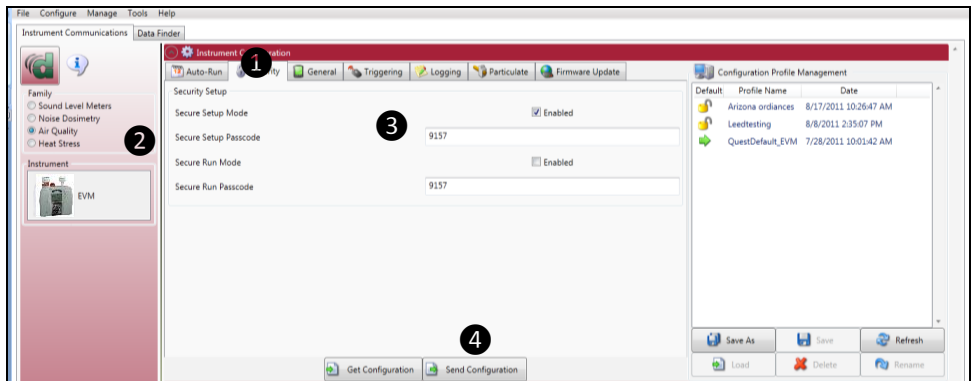 File Configure Manage Tools Help
Instrument Communications Data Finder
Instrument
1
Auto-Run General Triggering Logging Particulate Firmware Update
Configuration Profile Management
Family
Sound Level Meters
Noise Dosimetry
Air Quality
Heat Stress
2
Instrument
EVM
Security Setup
Secure Setup Mode Enabled
3
Secure Setup Passcode 9157
Secure Run Mode Enabled
Secure Run Passcode 9157
Default Profile Name Date
Arizona ordiances 8/17/2011 10:26:47 AM
Leedtesting 8/8/2011 2:35:07 PM
QuestDefault_EVM 7/28/2011 10:01:42 AM
4
Get Configuration Send Configuration
Save As Save Refresh
Load Delete Rename